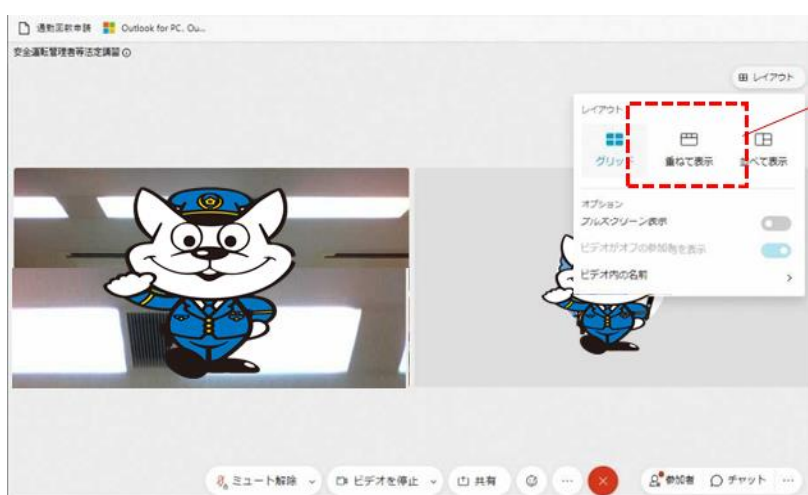 通勤区数申請 Outlook for PC, Ou...
安全運転管理者等法定講習
レイアウト
レイアウト
グリッド 重ねて表示 並べて表示
オプション
フルスクリーン表示
ビデオがオフの参加者を表示
ビデオ内の名前
ミュート解除 ビデオを停止 共有 参加者 チャット